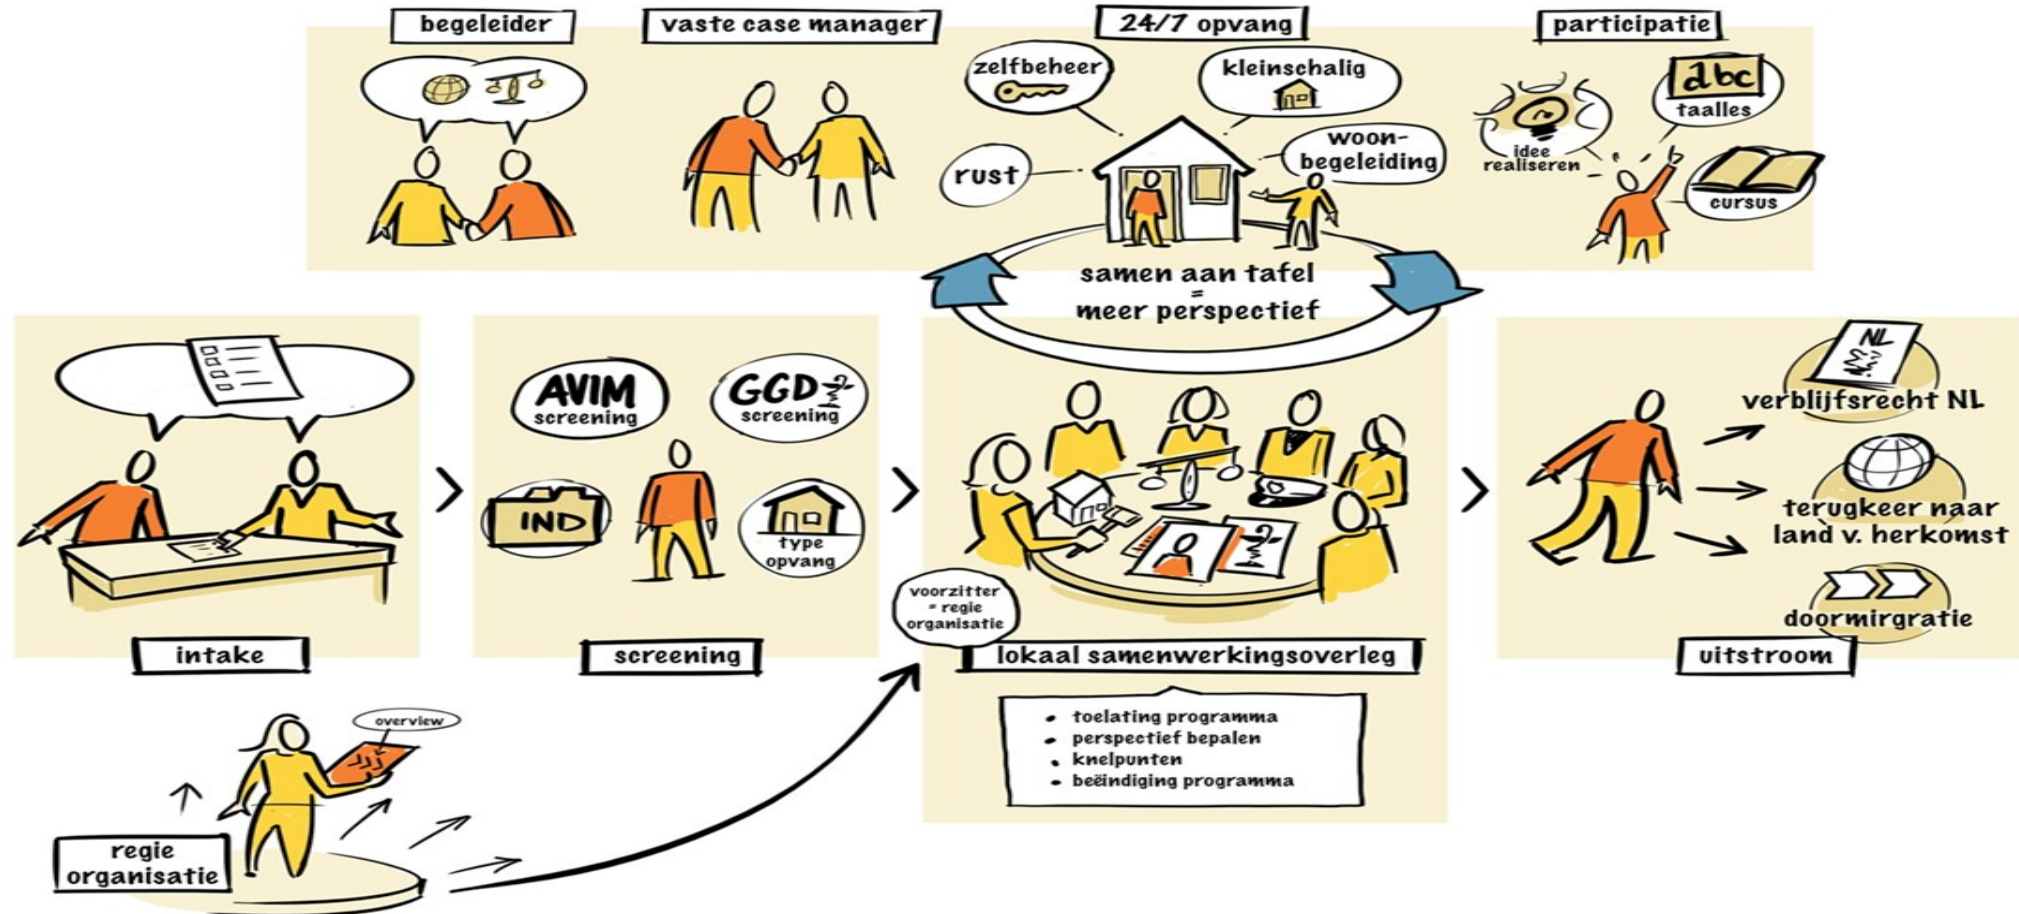 begeleider
vaste case manager
24/7 opvang
participatie
zelfbeheer
kleinschalig
rust
woon-
begeleiding
idee
realiseren
abc
taalles
cursus
samen aan tafel
=
meer perspectief
intake
AVIM
screening
GGD
screening
IND
type
opvang
screening
voorzitter
= regie
organisatie
lokaal samenwerkingsoverleg
• toelating programma
• perspectief bepalen
• knelpunten
• beëindiging programma
NL
verblijfsrecht NL
terugkeer naar
land v. herkomst
doormirgratie
uitstroom
overview
regie
organisatie